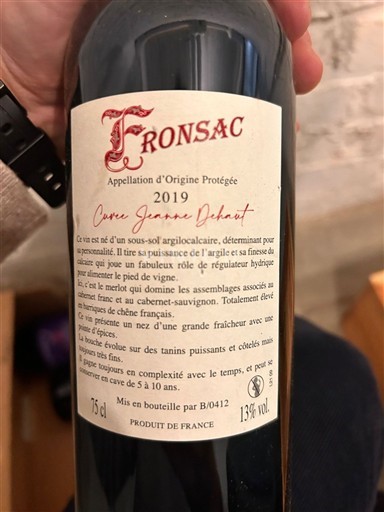 FRONSAC
Appellation d'Origine Protégée
2019
Cuvee Jeanne Dehaut
Ce vin est né d'un sous-sol argilocalcaire, déterminant pour
sa personnalité. Il tire sa puissance de l'argile et sa finesse du
calcaire qui joue un fabuleux rôle de régulateur hydrique
pour alimenter le pied de vigne.
Ici, c'est le merlot qui domine les assemblages associés au
cabernet franc et au cabernet-sauvignon. Totalement élevé
en barriques de chêne français.
Ce vin présente un nez d'une grande fraîcheur avec une
pointe d'épices.
La bouche évolue sur des tanins puissants et côtelés mais
toujours très fins.
Il gagne toujours en complexité avec le temps, et peut se
conserver en cave de 5 à 10 ans.
75 cl
Mis en bouteille par B/0412
13% vol.
PRODUIT DE FRANCE